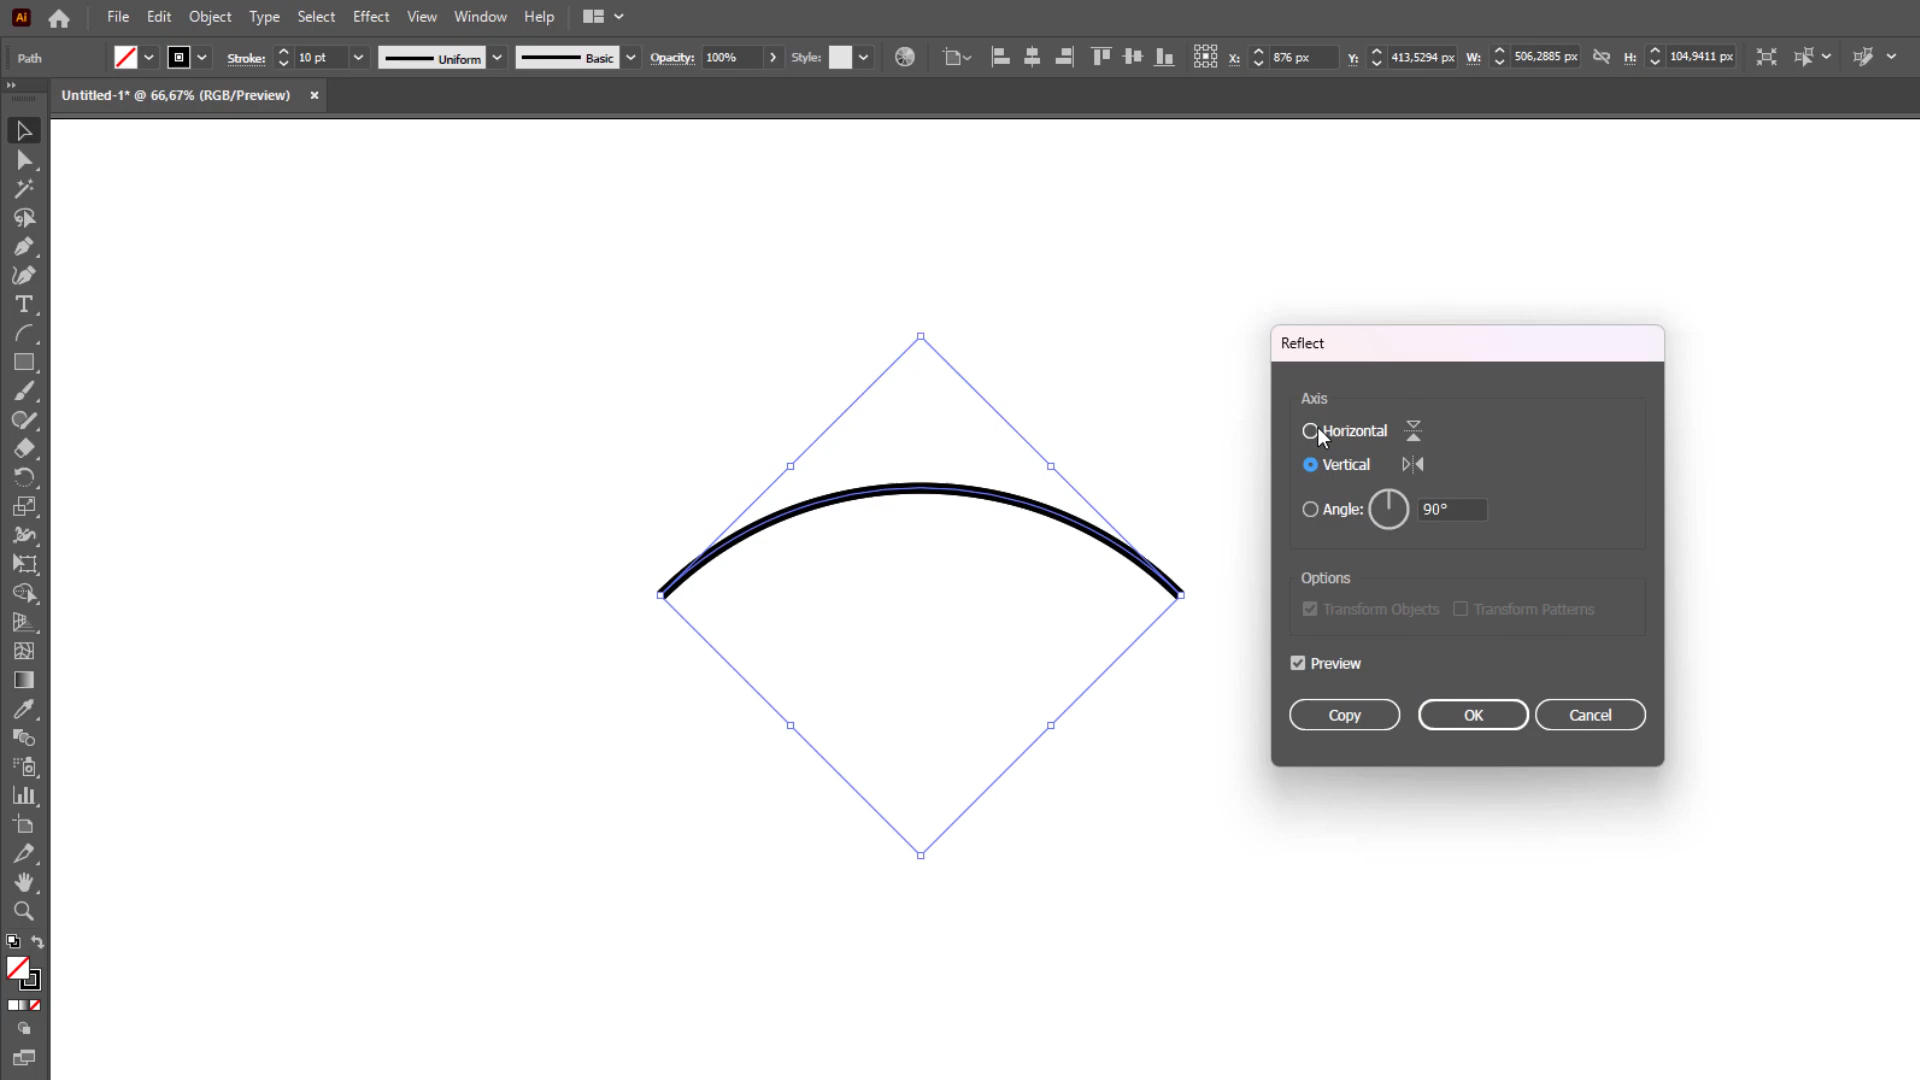 Ai File Edit Object Type Select Effect View Window Help
Path Stroke: 10 pt Uniform Basic Opacity: 100% Style: X: 876 px Y: 413,5294 px W: 506,2885 px H: 104,9411 px
Untitled-1* @ 66,67% (RGB/Preview) ×
Reflect
Axis
Horizontal
Vertical
Angle: 90°
Options
Transform Objects Transform Patterns
Preview
Copy OK Cancel